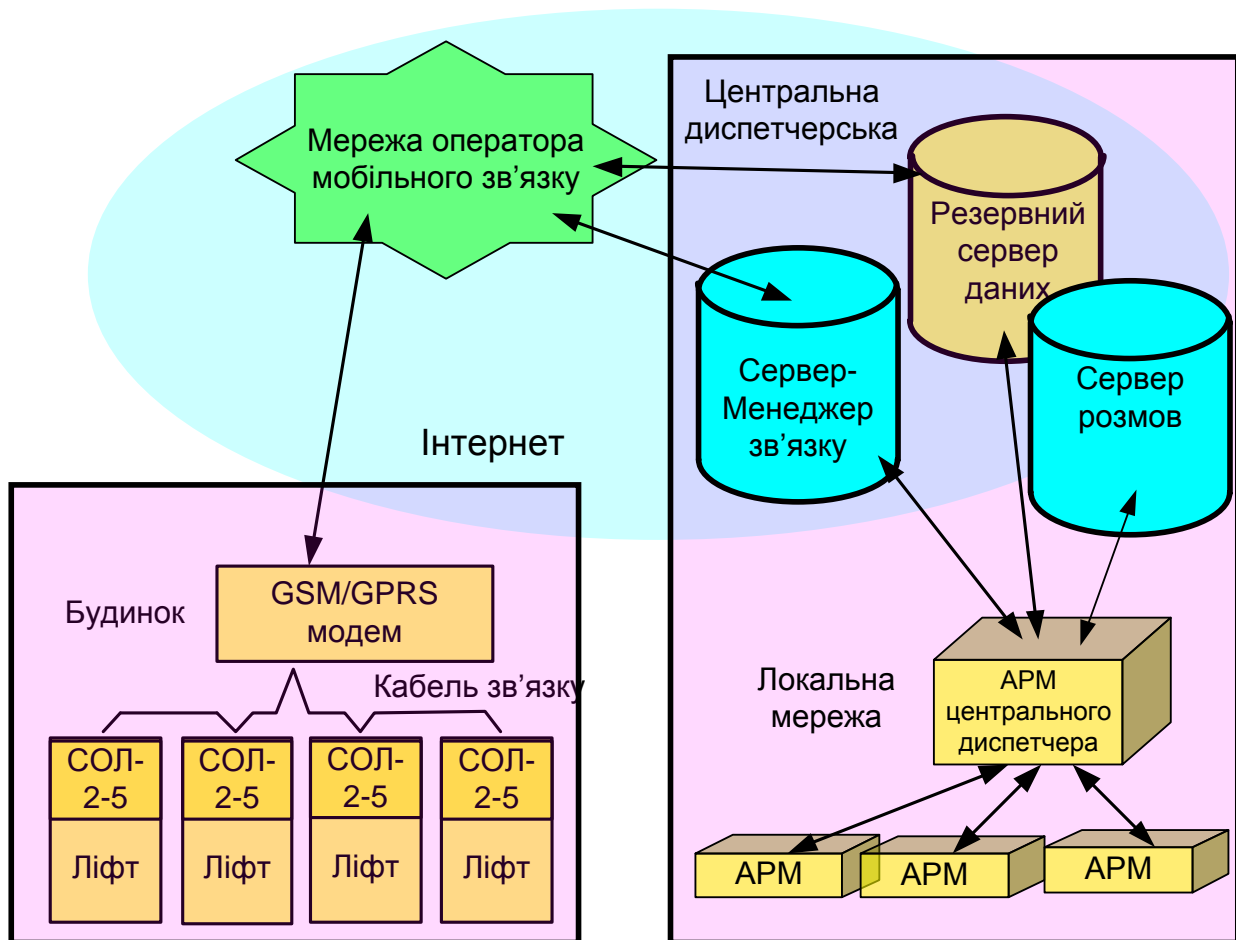 Мережа оператора
мобільного зв’язку
Центральна
диспетчерська
Резервний
сервер
даних
Сервер-
Менеджер
зв’язку
Сервер
розмов
Інтернет
Будинок
GSM/GPRS
модем
Кабель зв’язку
СОЛ-
2-5
Ліфт
СОЛ-
2-5
Ліфт
СОЛ-
2-5
Ліфт
СОЛ-
2-5
Ліфт
Локальна
мережа
АРМ
центрального
диспетчера
АРМ
АРМ
АРМ